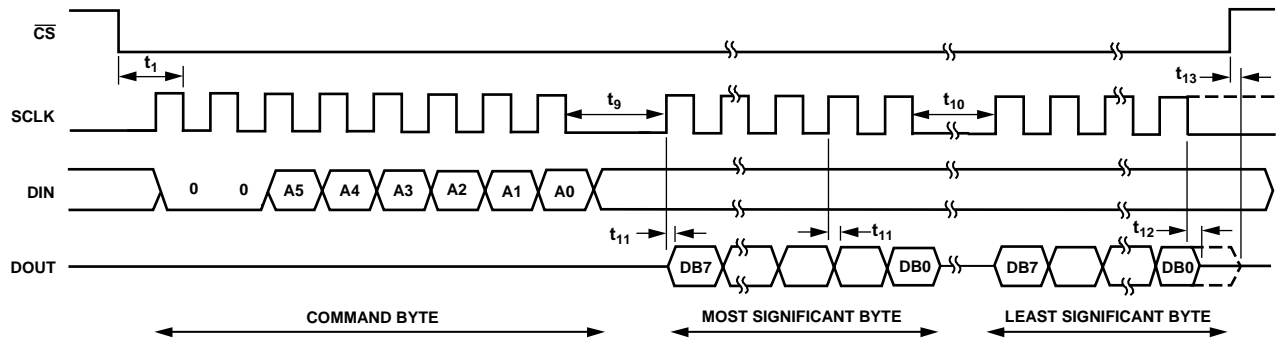 CS
t1
t13
SCLK
t9
t10
DIN
0 0 A5 A4 A3 A2 A1 A0
t11
t11
t12
DOUT
DB7 DB0 DB7 DB0
COMMAND BYTE
MOST SIGNIFICANT BYTE
LEAST SIGNIFICANT BYTE